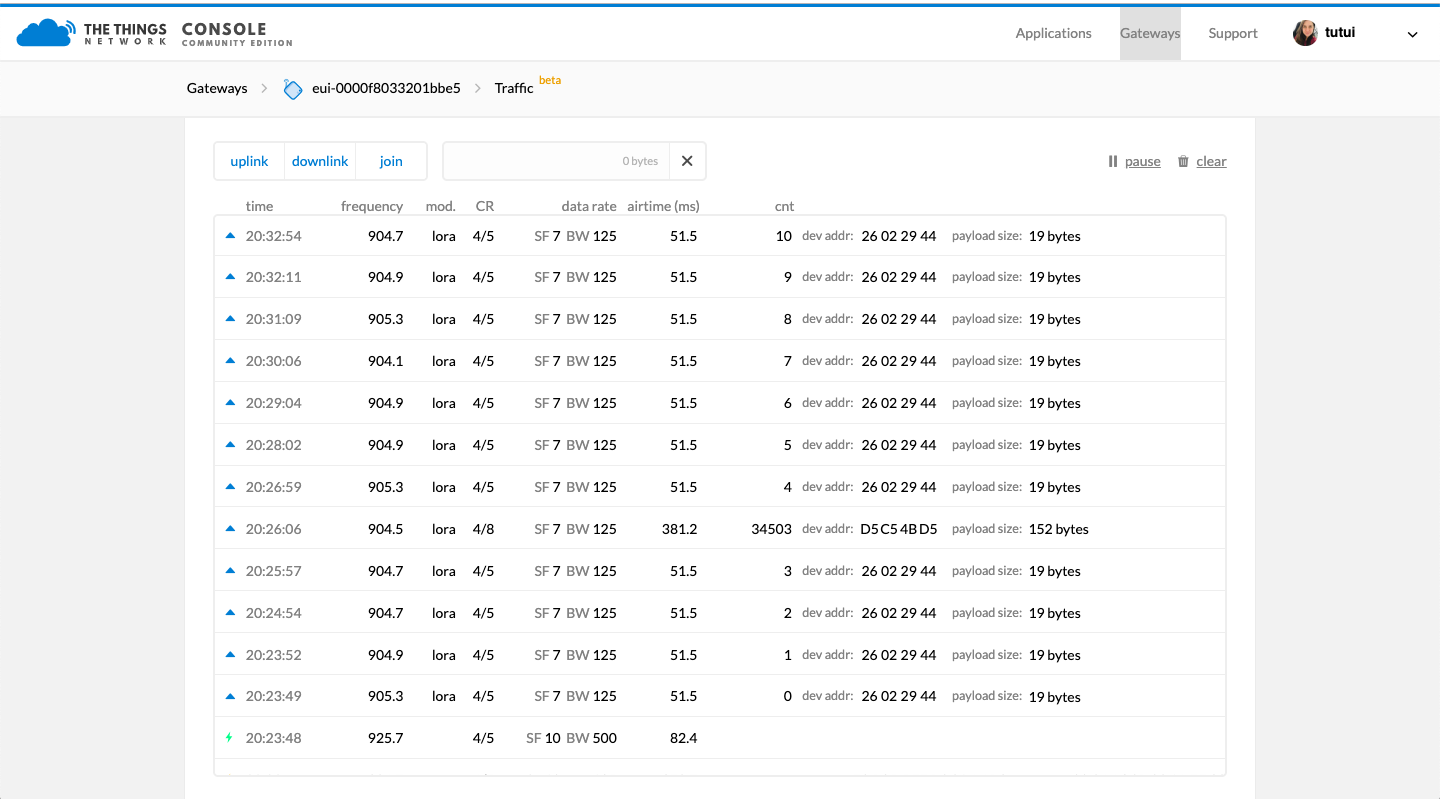 THE THINGS NETWORK CONSOLE COMMUNITY EDITION Applications Gateways Support tutui
Gateways eui-0000f8033201bbe5 Traffic beta
uplink downlink join 0 bytes pause clear
time frequency mod. CR data rate airtime (ms) cnt
20:32:54 904.7 lora 4/5 SF 7 BW 125 51.5 10 dev addr: 26 02 29 44 payload size: 19 bytes
20:32:11 904.9 lora 4/5 SF 7 BW 125 51.5 9 dev addr: 26 02 29 44 payload size: 19 bytes
20:31:09 905.3 lora 4/5 SF 7 BW 125 51.5 8 dev addr: 26 02 29 44 payload size: 19 bytes
20:30:06 904.1 lora 4/5 SF 7 BW 125 51.5 7 dev addr: 26 02 29 44 payload size: 19 bytes
20:29:04 904.9 lora 4/5 SF 7 BW 125 51.5 6 dev addr: 26 02 29 44 payload size: 19 bytes
20:28:02 904.9 lora 4/5 SF 7 BW 125 51.5 5 dev addr: 26 02 29 44 payload size: 19 bytes
20:26:59 905.3 lora 4/5 SF 7 BW 125 51.5 4 dev addr: 26 02 29 44 payload size: 19 bytes
20:26:06 904.5 lora 4/8 SF 7 BW 125 381.2 34503 dev addr: D5 C5 4B D5 payload size: 152 bytes
20:25:57 904.7 lora 4/5 SF 7 BW 125 51.5 3 dev addr: 26 02 29 44 payload size: 19 bytes
20:24:54 904.7 lora 4/5 SF 7 BW 125 51.5 2 dev addr: 26 02 29 44 payload size: 19 bytes
20:23:52 904.9 lora 4/5 SF 7 BW 125 51.5 1 dev addr: 26 02 29 44 payload size: 19 bytes
20:23:49 905.3 lora 4/5 SF 7 BW 125 51.5 0 dev addr: 26 02 29 44 payload size: 19 bytes
20:23:48 925.7 4/5 SF 10 BW 500 82.4